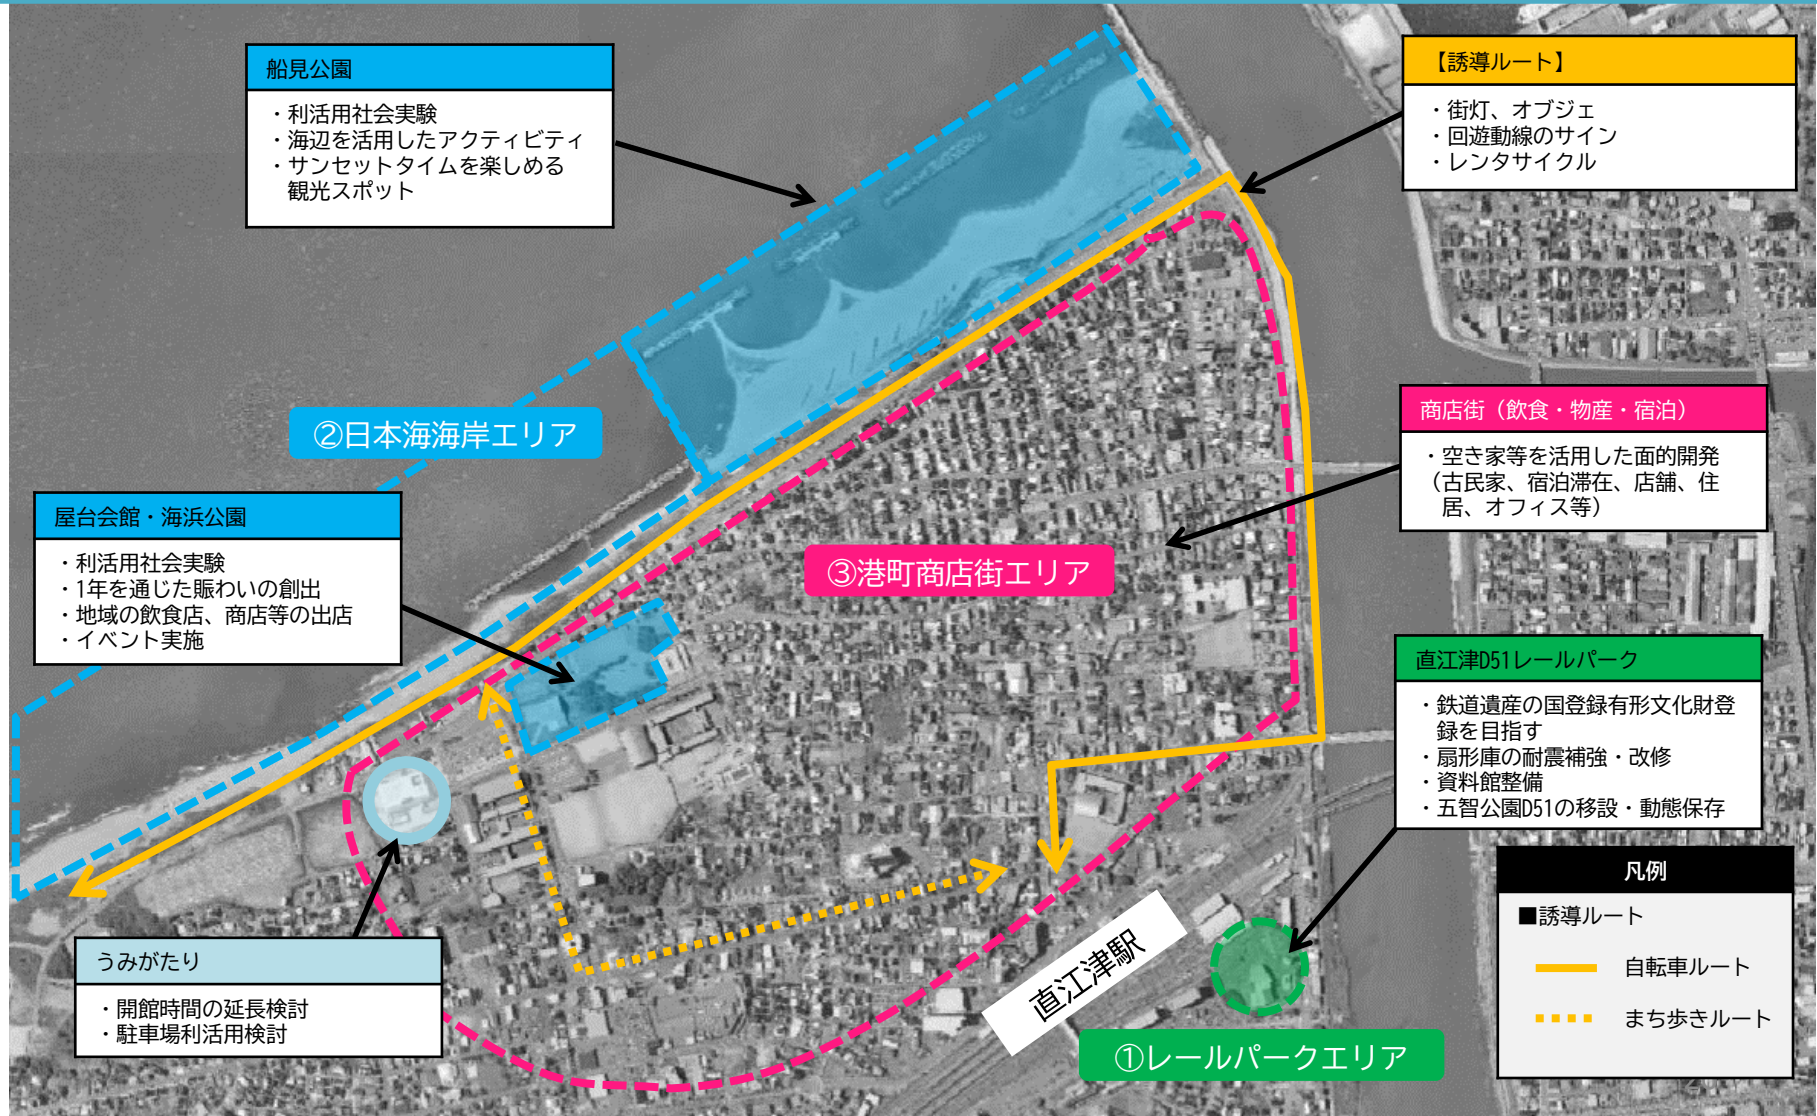 船見公園
・利活用社会実験
・海辺を活用したアクティビティ
・サンセットタイムを楽しめる
観光スポット
【誘導ルート】
・街灯、オブジェ
・回遊動線のサイン
・レンタサイクル
②日本海海岸エリア
商店街（飲食・物産・宿泊）
・空き家等を活用した面的開発
（古民家、宿泊滞在、店舗、住
居、オフィス等）
屋台会館・海浜公園
・利活用社会実験
・1年を通じた賑わいの創出
・地域の飲食店、商店等の出店
・イベント実施
③港町商店街エリア
直江津D51レールパーク
・鉄道遺産の国登録有形文化財登
録を目指す
・扇形庫の耐震補強・改修
・資料館整備
・五智公園D51の移設・動態保存
うみがたり
・開館時間の延長検討
・駐車場利活用検討
直江津駅
①レールパークエリア
凡例
■誘導ルート
自転車ルート
まち歩きルート